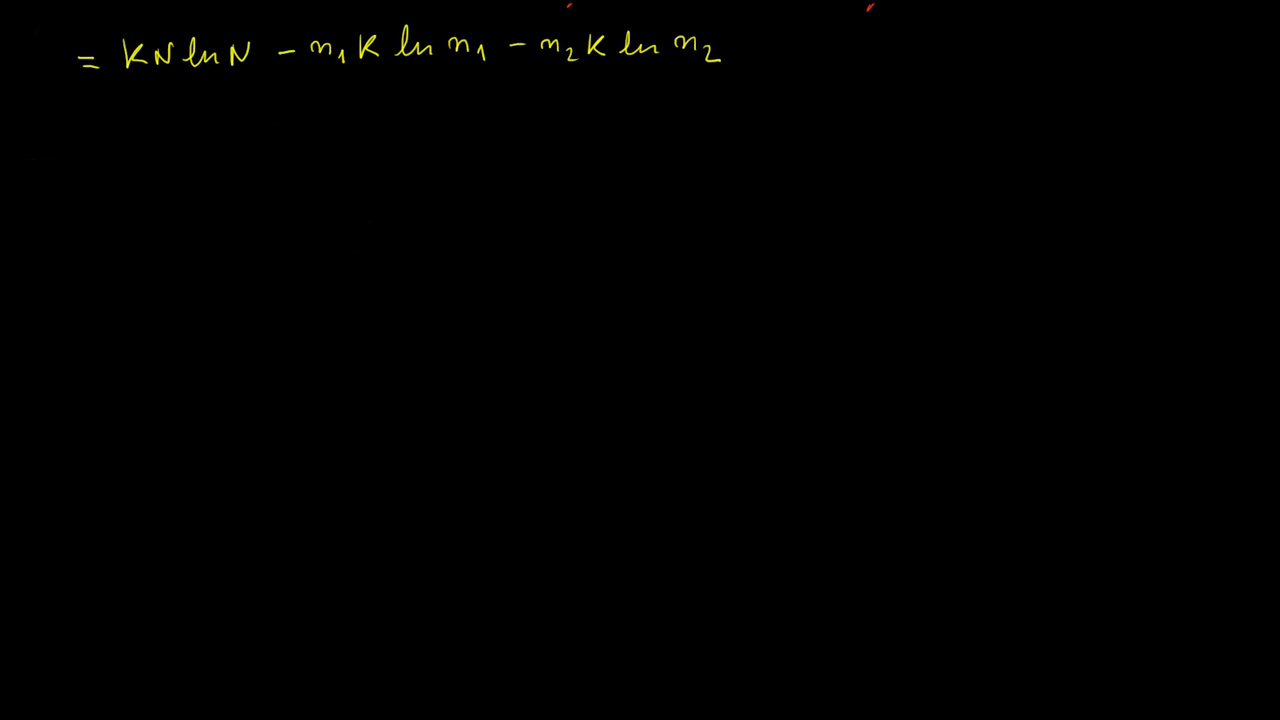 = KN ln N - n₁K ln n₁ - n₂K ln n₂